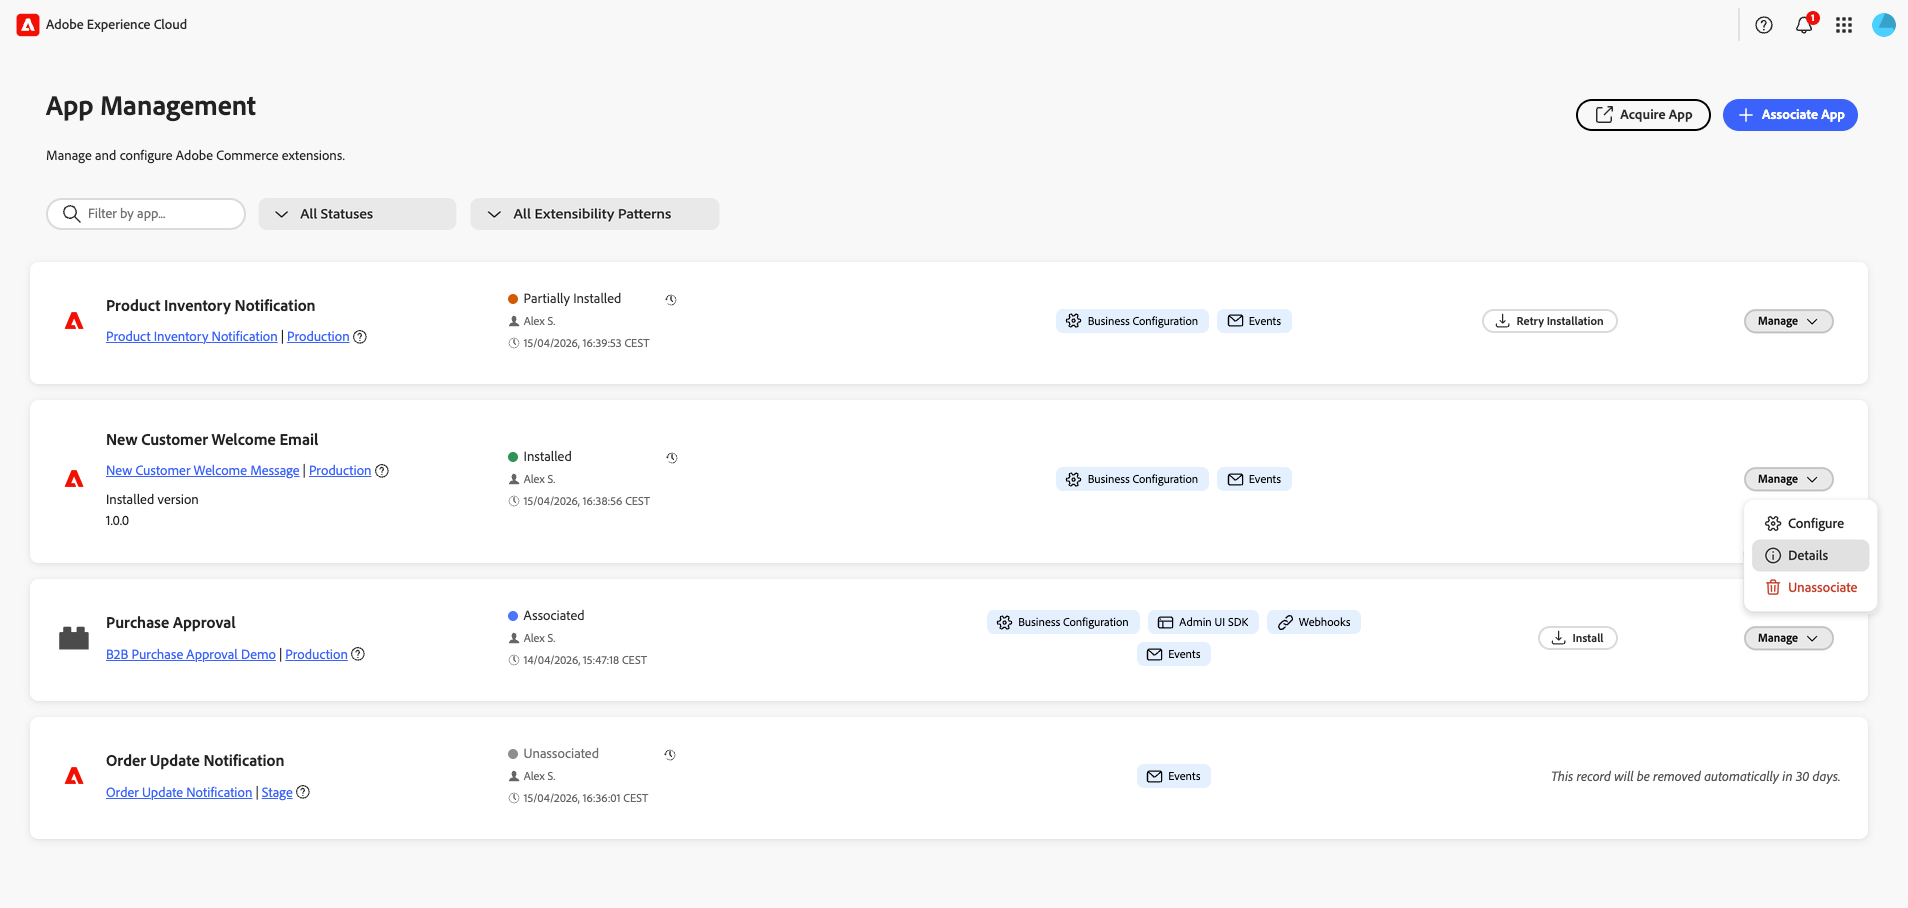 Adobe Experience Cloud
1
App Management
Acquire App
Associate App
Manage and configure Adobe Commerce extensions.
Filter by app...
All Statuses
All Extensibility Patterns
Product Inventory Notification
Product Inventory Notification | Production
Partially Installed
Alex S.
15/04/2026, 16:39:53 CEST
Business Configuration
Events
Retry Installation
Manage
New Customer Welcome Email
New Customer Welcome Message | Production
Installed version
1.0.0
Installed
Alex S.
15/04/2026, 16:38:56 CEST
Business Configuration
Events
Manage
Configure
Details
Unassociate
Purchase Approval
B2B Purchase Approval Demo | Production
Associated
Alex S.
14/04/2026, 15:47:18 CEST
Business Configuration
Admin UI SDK
Webhooks
Events
Install
Manage
Order Update Notification
Order Update Notification | Stage
Unassociated
Alex S.
15/04/2026, 16:36:01 CEST
Events
This record will be removed automatically in 30 days.